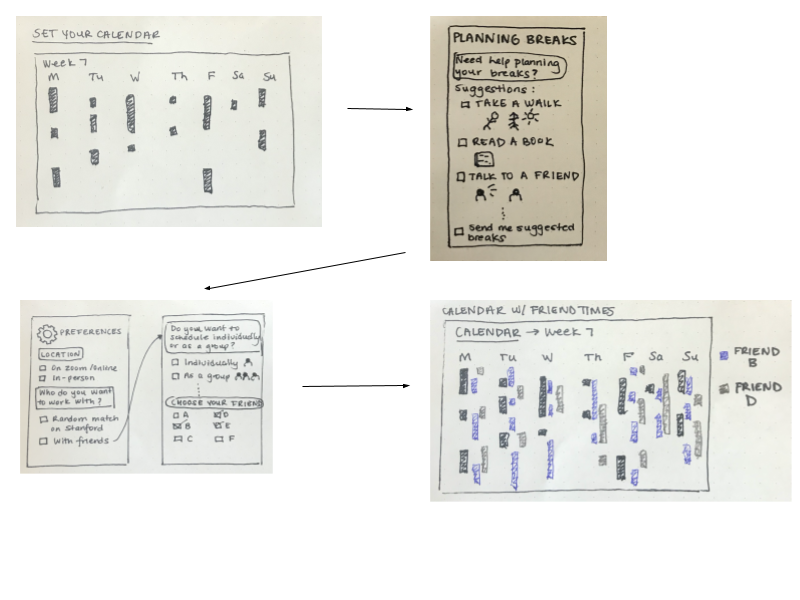 SET YOUR CALENDAR
Week 7
M Tu W Th F Sa Su
PLANNING BREAKS
Need help planning
your breaks?
Suggestions:
TAKE A WALK
READ A BOOK
TALK TO A FRIEND
Send me suggested
breaks
PREFERENCES
LOCATION
On zoom/online
In-person
Who do you want
to work with?
Random match
on Stanford
With friends
Do you want to
schedule individually
or as a group?
Individually
As a group
CHOOSE YOUR FRIEND
A D
B E
C F
CALENDAR W/ FRIEND TIMES
CALENDAR → Week 7
M Tu W Th F Sa Su
FRIEND
B
FRIEND
D